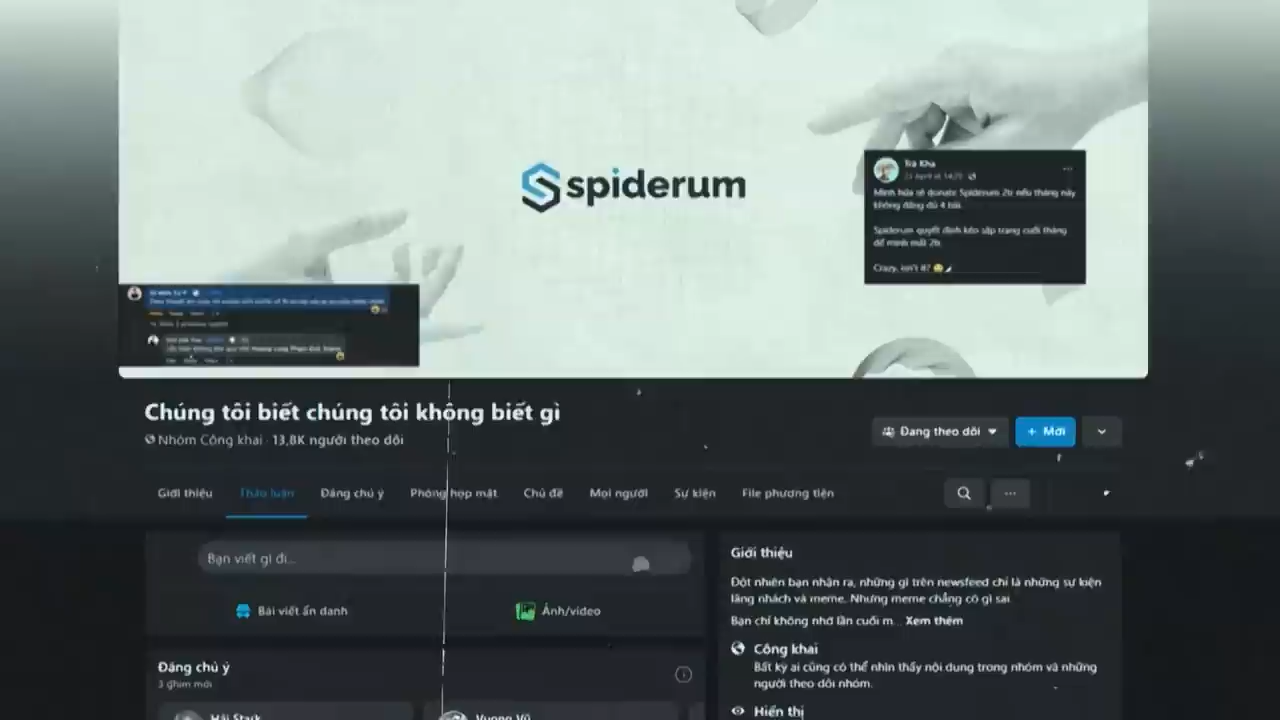 spiderum
Trà Kha
Mình hứa sẽ donate Spiderum 2tr nếu tháng này
không đăng đủ 4 bài.
Spiderum quyết định kéo sập trang cuối tháng
để mình mất 2tr.
Crazy, isn't it?
Chúng tôi biết chúng tôi không biết gì
Nhóm Công khai · 13,8K người theo dõi
Đang theo dõi
+ Mới
Giới thiệu
Thảo luận
Đáng chú ý
Phòng họp mặt
Chủ đề
Mọi người
Sự kiện
File phương tiện
Bạn viết gì đi...
Bài viết ẩn danh
Ảnh/video
Đáng chú ý
3 ghim mới
Hải Stark
Vuong Vũ
Giới thiệu
Đột nhiên bạn nhận ra, những gì trên newsfeed chỉ là những sự kiện
lăng nhách và meme. Nhưng meme chẳng có gì sai
Bạn chỉ không nhớ lần cuối m... Xem thêm
Công khai
Bất kỳ ai cũng có thể nhìn thấy nội dung trong nhóm và những
người theo dõi nhóm.
Hiển thị